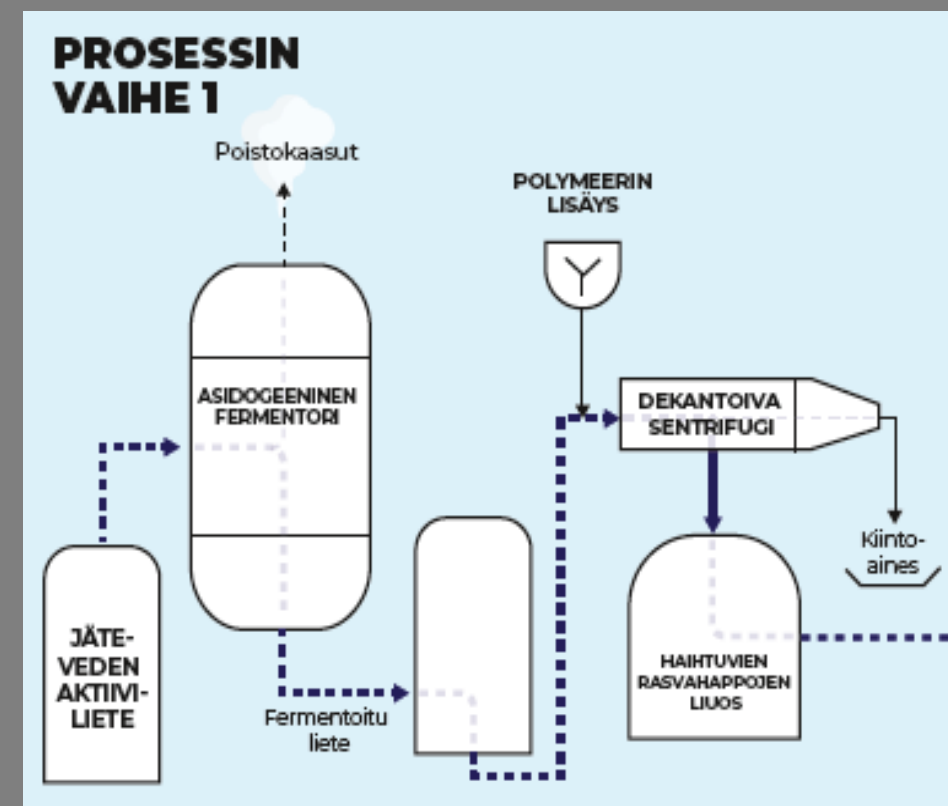 PROSESSIN
VAIHE 1
Poistokaasut
POLYMEERIN
LISÄYS
ASIDOGEENINEN
FERMENTORI
DEKANTOIVA
SENTRIFUGI
Kiinto-
aines
JÄTE-
VEDEN
AKTIIVI-
LIETE
Fermentoitu
liete
HAIHTUVIEN
RASVAHAPPOJEN
LIUOS